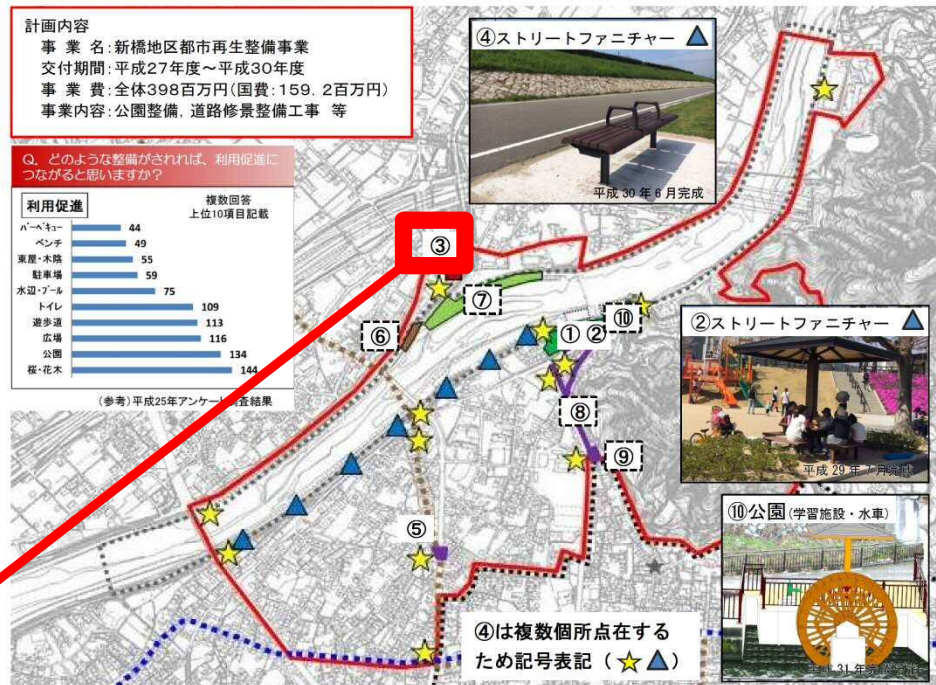 計画内容
事 業 名:新橋地区都市再生整備事業
交付期間:平成27年度～平成30年度
事 業 費:全体398百万円(国費:159. 2百万円)
事業内容:公園整備, 道路修景整備工事 等
Q. どのような整備がされれば、利用促進に
つながると思いますか?
利用促進
複数回答
上位10項目記載
バーベキュー 44
ベンチ 49
東屋・木陰 55
駐車場 59
水辺・プール 75
トイレ 109
遊歩道 113
広場 116
公園 134
桜・花木 144
(参考)平成25年アンケート調査結果
④ストリートファニチャー
平成 30 年 6 月完成
③
⑦
⑥
① ②
⑩
⑧
⑨
⑤
②ストリートファニチャー
平成 29 年 7 月完成
⑩公園(学習施設・水車)
平成 31 年完成予定
④は複数個所点在する
ため記号表記（☆▲）